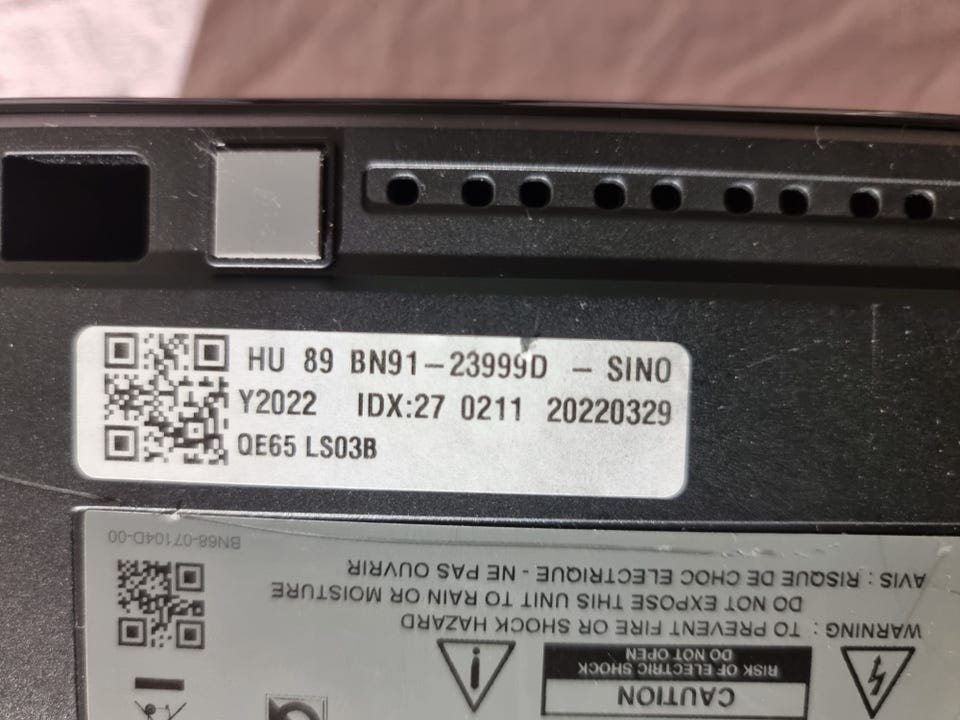 HU 89 BN91-23999D - SINO
Y2022 IDX:27 0211 20220329
QE65 LS03B
CAUTION
RISK OF ELECTRIC SHOCK
DO NOT OPEN
WARNING : TO PREVENT FIRE OR SHOCK HAZARD
DO NOT EXPOSE THIS UNIT TO RAIN OR MOISTURE
AVIS : RISQUE DE CHOC ELECTRIQUE - NE PAS OUVRIR
BN68-07104D-00